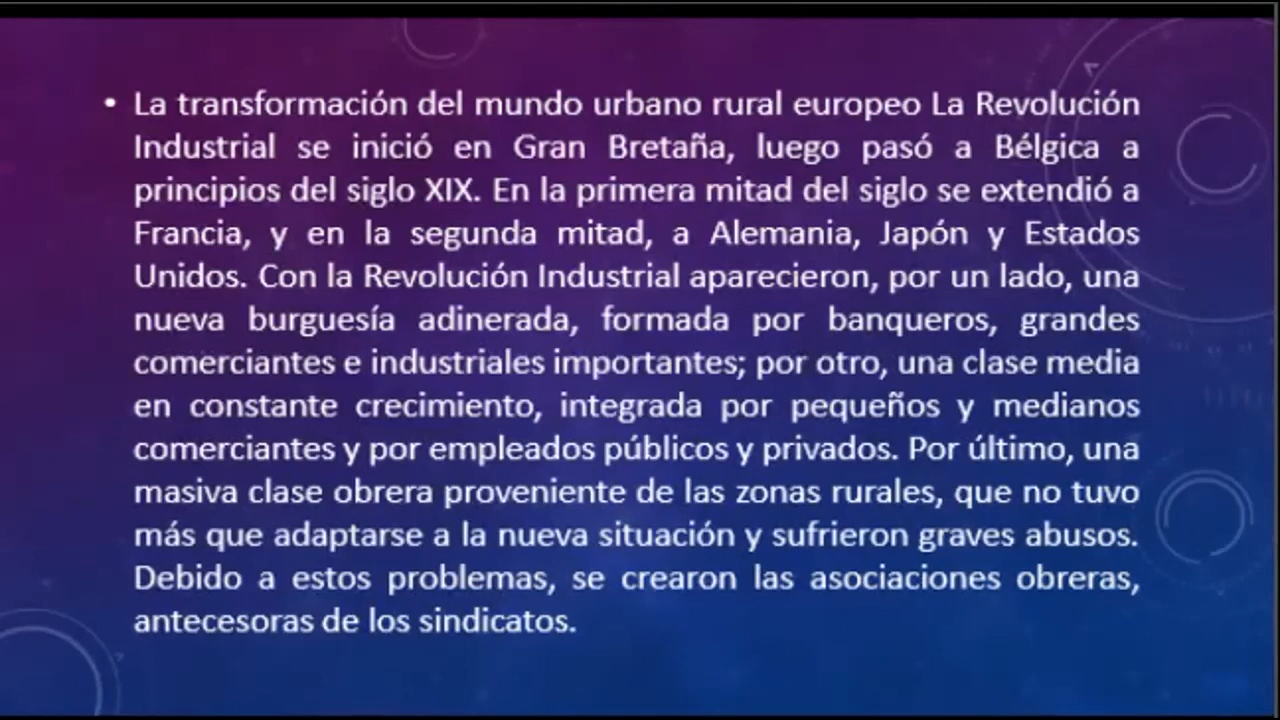 • La transformación del mundo urbano rural europeo La Revolución
Industrial se inició en Gran Bretaña, luego pasó a Bélgica a
principios del siglo XIX. En la primera mitad del siglo se extendió a
Francia, y en la segunda mitad, a Alemania, Japón y Estados
Unidos. Con la Revolución Industrial aparecieron, por un lado, una
nueva burguesía adinerada, formada por banqueros, grandes
comerciantes e industriales importantes; por otro, una clase media
en constante crecimiento, integrada por pequeños y medianos
comerciantes y por empleados públicos y privados. Por último, una
masiva clase obrera proveniente de las zonas rurales, que no tuvo
más que adaptarse a la nueva situación y sufrieron graves abusos.
Debido a estos problemas, se crearon las asociaciones obreras,
antecesoras de los sindicatos.